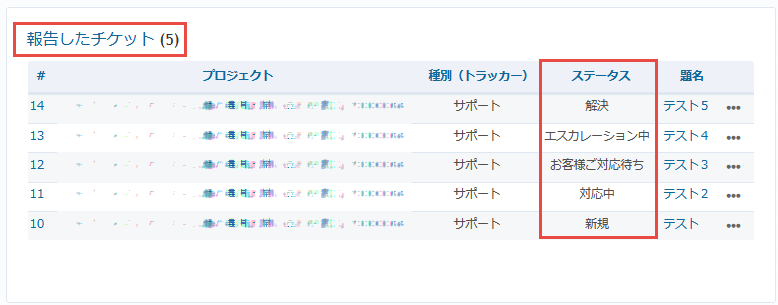 報告したチケット (5)
# プロジェクト 種別（トラッカー） ステータス 題名
14 サポート 解決 テスト５ •••
13 サポート エスカレーション中 テスト４ •••
12 サポート お客様ご対応待ち テスト３ •••
11 サポート 対応中 テスト２ •••
10 サポート 新規 テスト •••